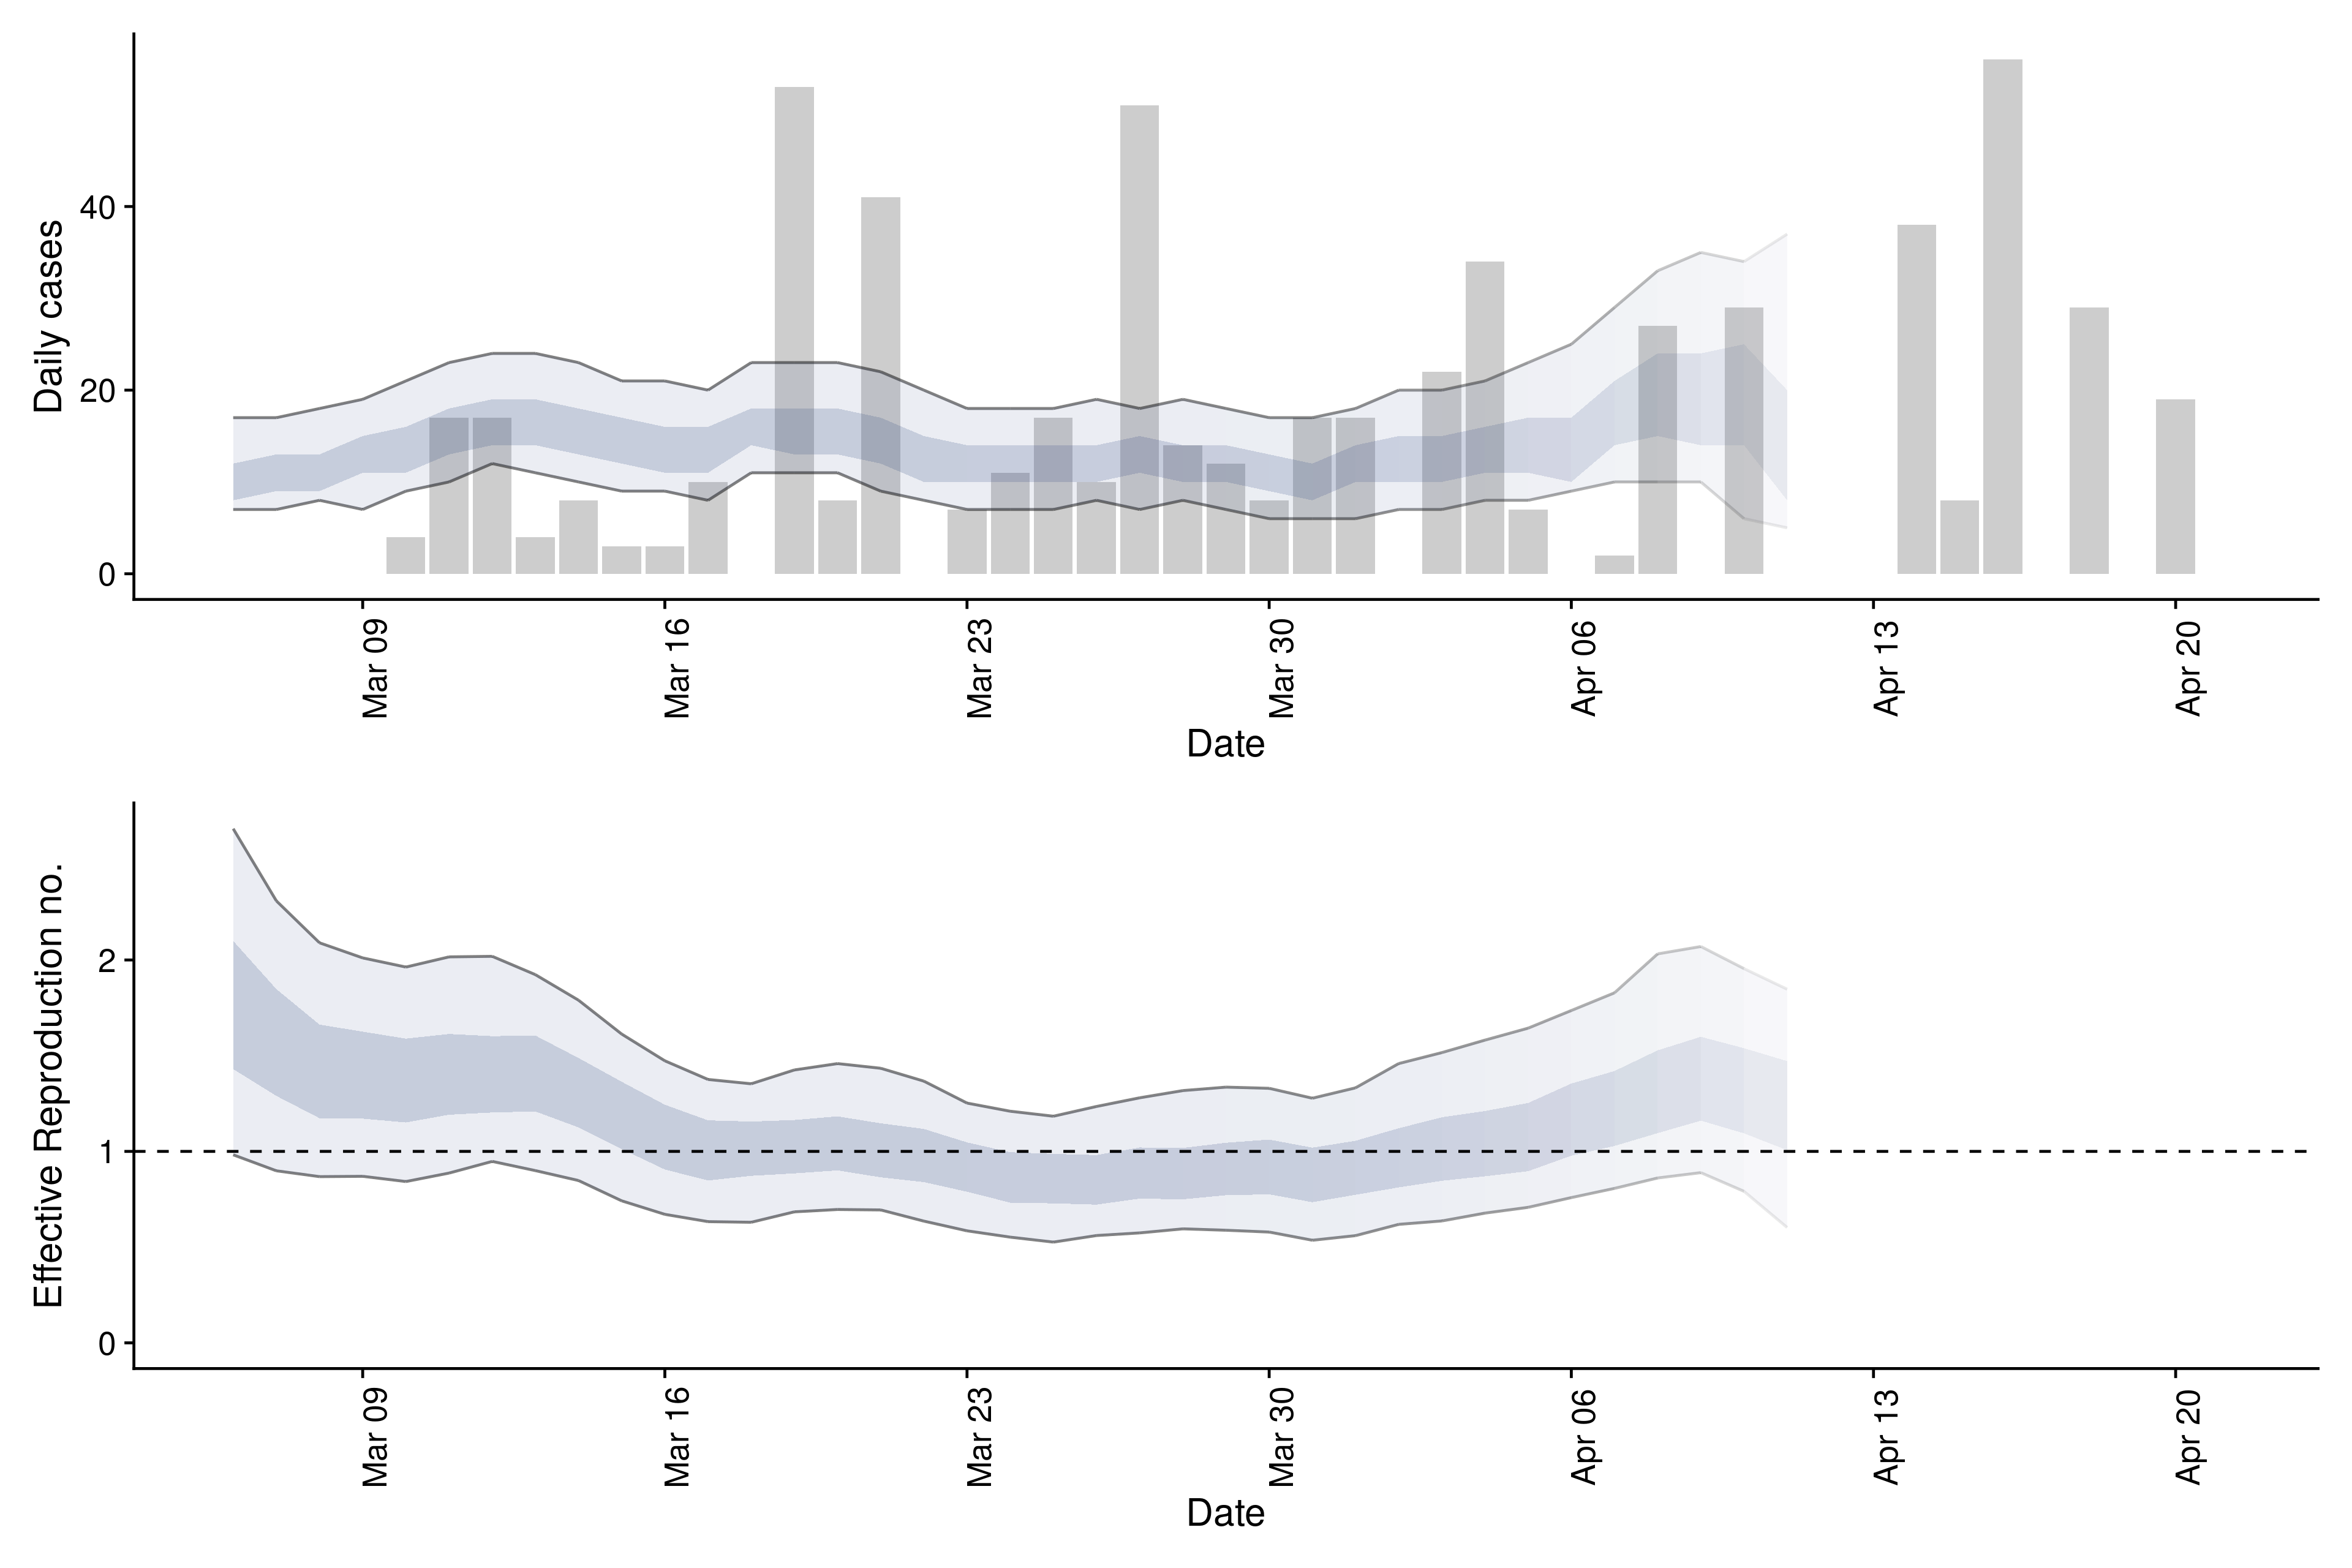 Daily cases
40
20
0
Mar 09
Mar 16
Mar 23
Mar 30
Apr 06
Apr 13
Apr 20
Date
Effective Reproduction no.
2
1
0
Mar 09
Mar 16
Mar 23
Mar 30
Apr 06
Apr 13
Apr 20
Date